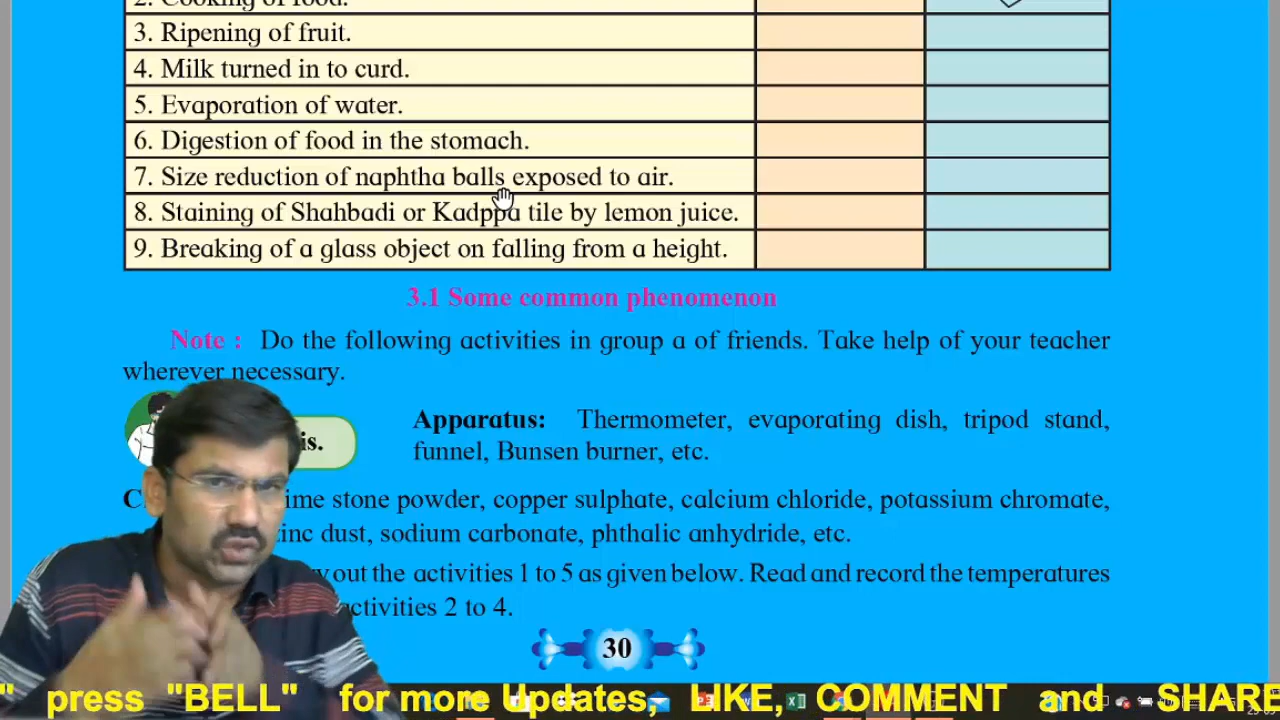 2. Cooking of food.
3. Ripening of fruit.
4. Milk turned in to curd.
5. Evaporation of water.
6. Digestion of food in the stomach.
7. Size reduction of naphtha balls exposed to air.
8. Staining of Shahbadi or Kadppa tile by lemon juice.
9. Breaking of a glass object on falling from a height.
3.1 Some common phenomenon
Note : Do the following activities in group a of friends. Take help of your teacher
wherever necessary.
Apparatus: Thermometer, evaporating dish, tripod stand,
is.
funnel, Bunsen burner, etc.
stone powder, copper sulphate, calcium chloride, potassium chromate,
dust, sodium carbonate, phthalic anhydride, etc.
out the activities 1 to 5 as given below. Read and record the temperatures
activities 2 to 4.
30
" press "BELL" for more Updates, LIKE, COMMENT and SHARE